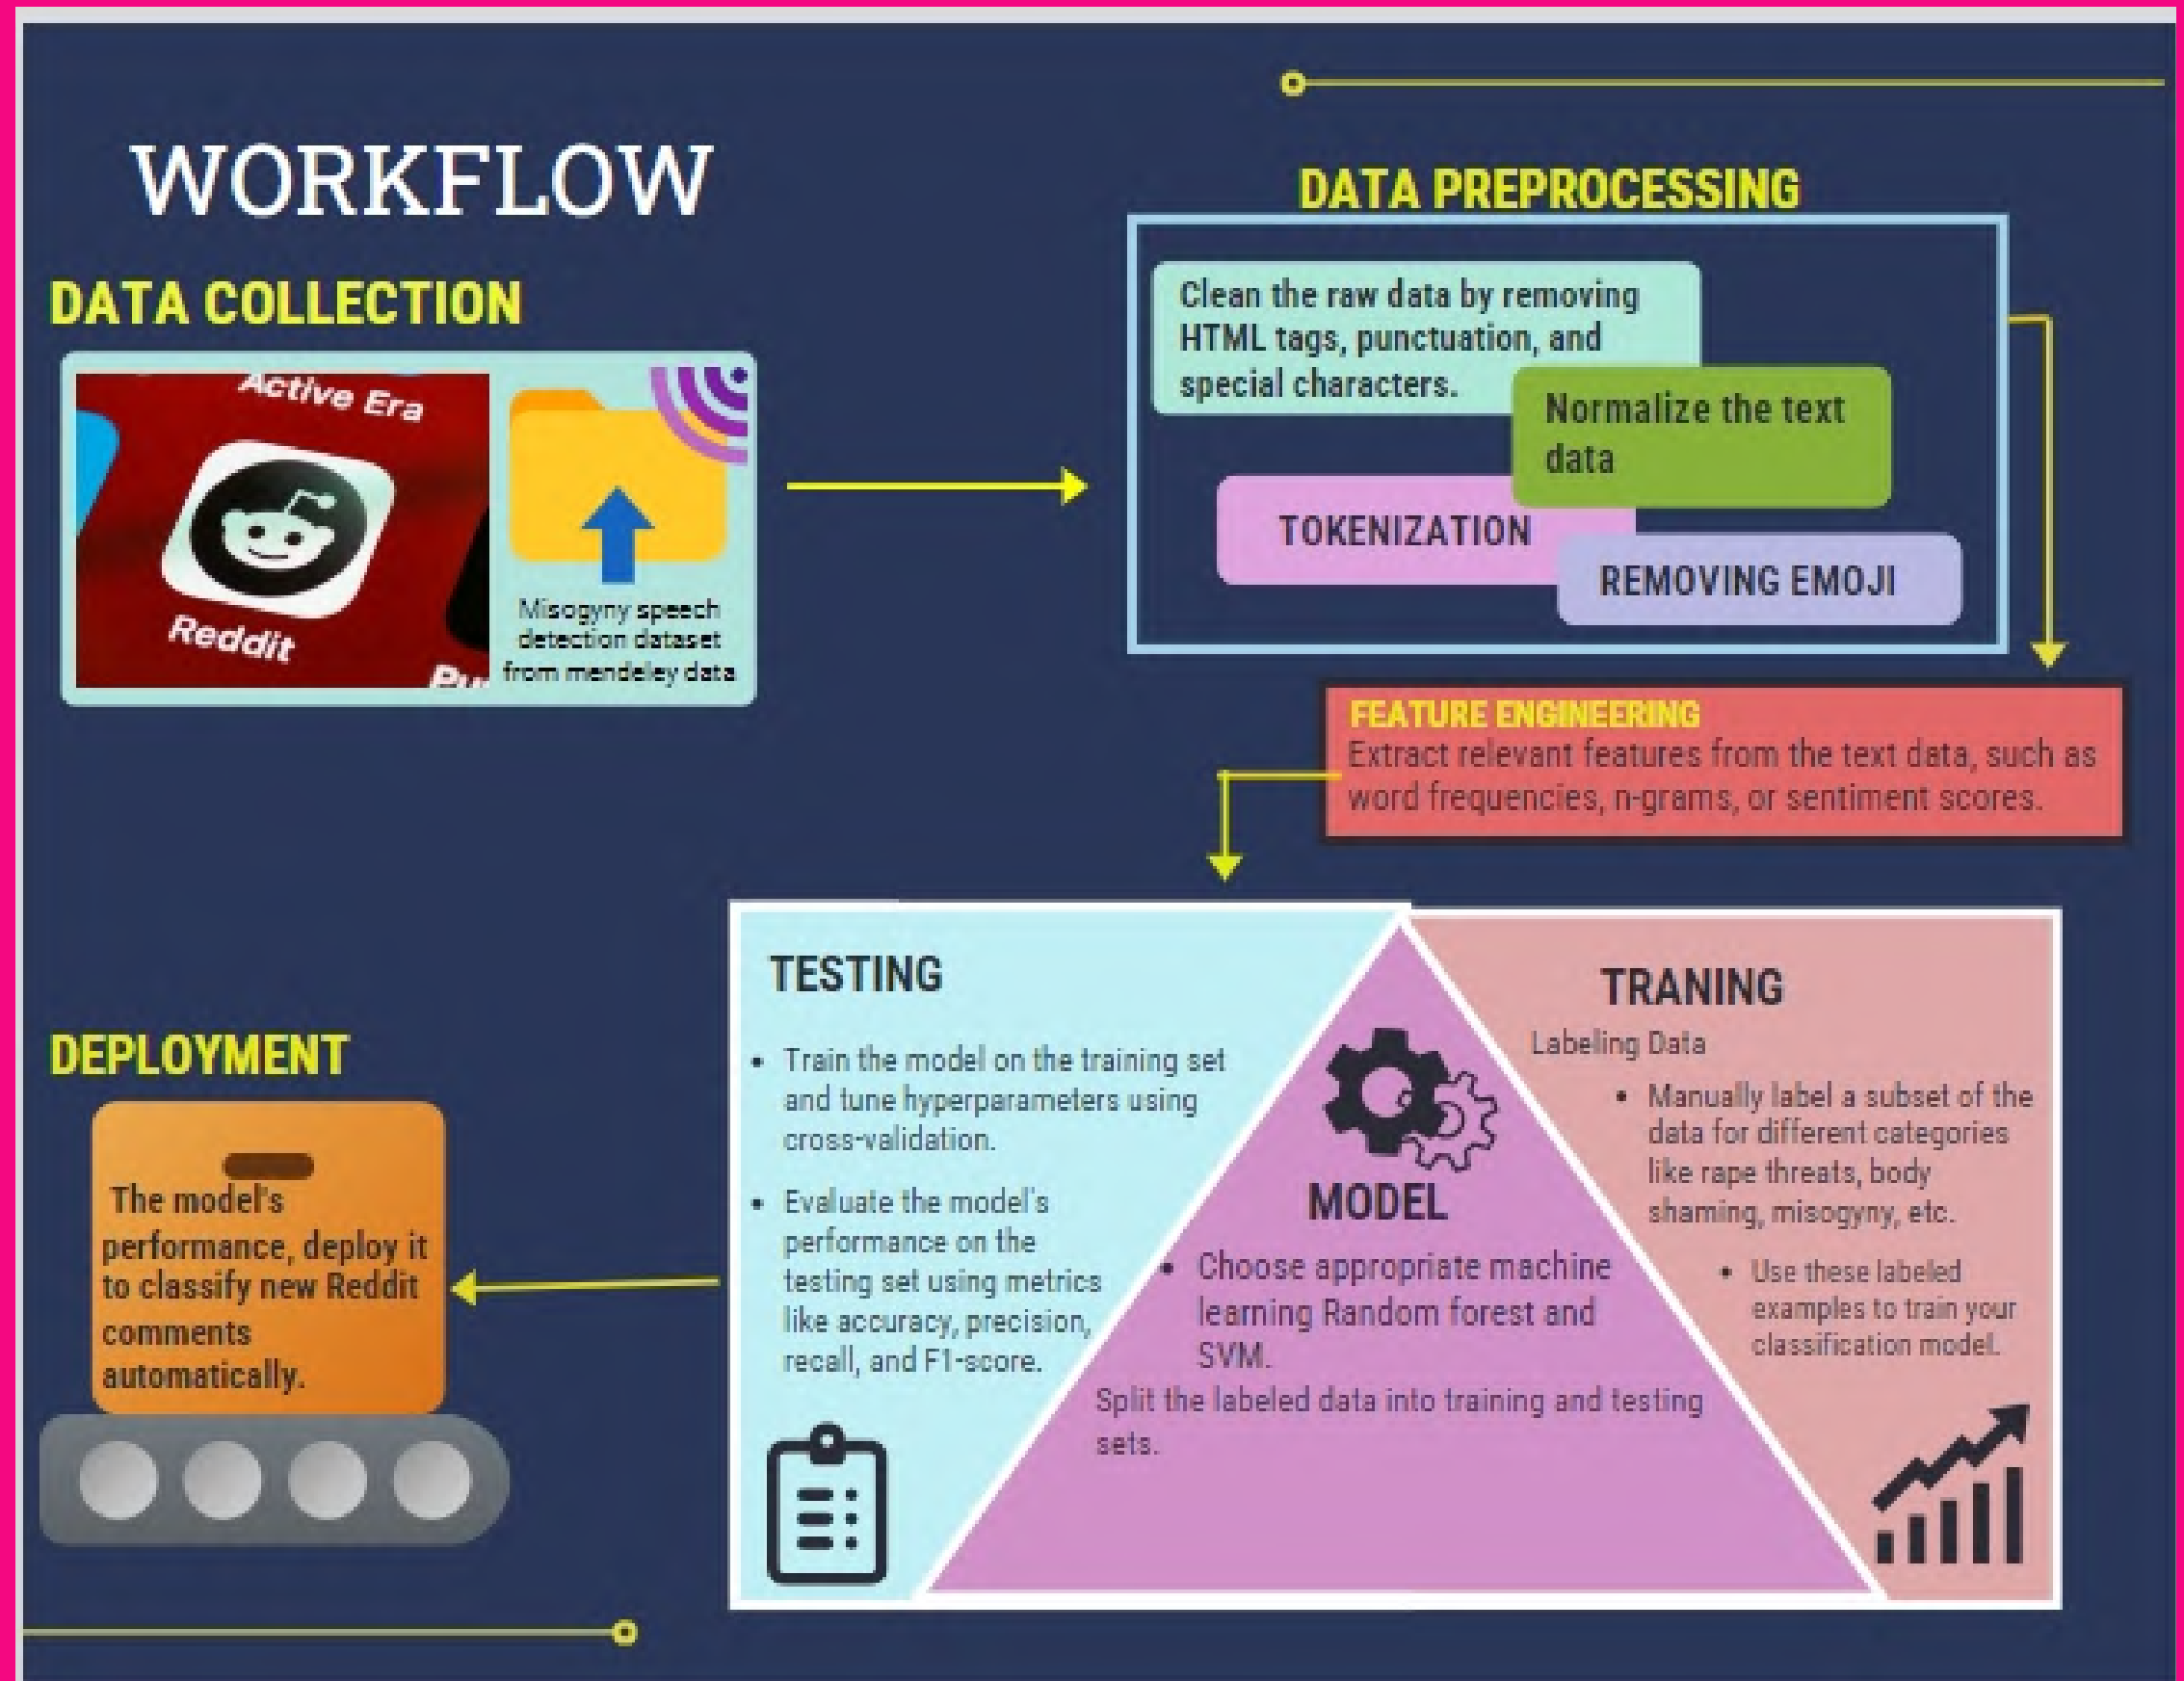 WORKFLOW
DATA COLLECTION
Active Era
Reddit
Misogyny speech
detection dataset
from mendeley data
DATA PREPROCESSING
Clean the raw data by removing
HTML tags, punctuation, and
special characters.
Normalize the text
data
TOKENIZATION
REMOVING EMOJI
FEATURE ENGINEERING
Extract relevant features from the text data, such as
word frequencies, n-grams, or sentiment scores.
TESTING
• Train the model on the training set
and tune hyperparameters using
cross-validation.
• Evaluate the model's
performance on the
testing set using metrics
like accuracy, precision,
recall, and F1-score.
MODEL
• Choose appropriate machine
learning Random forest and
SVM.
Split the labeled data into training and testing
sets.
TRANING
Labeling Data
• Manually label a subset of the
data for different categories
like rape threats, body
shaming, misogyny, etc.
• Use these labeled
examples to train your
classification model.
DEPLOYMENT
The model's
performance, deploy it
to classify new Reddit
comments
automatically.